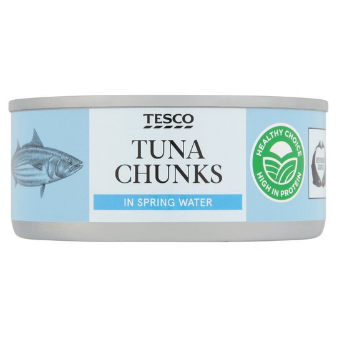 TESCO
TUNA
CHUNKS
IN SPRING WATER
HEALTHY CHOICE
HIGH IN PROTEIN